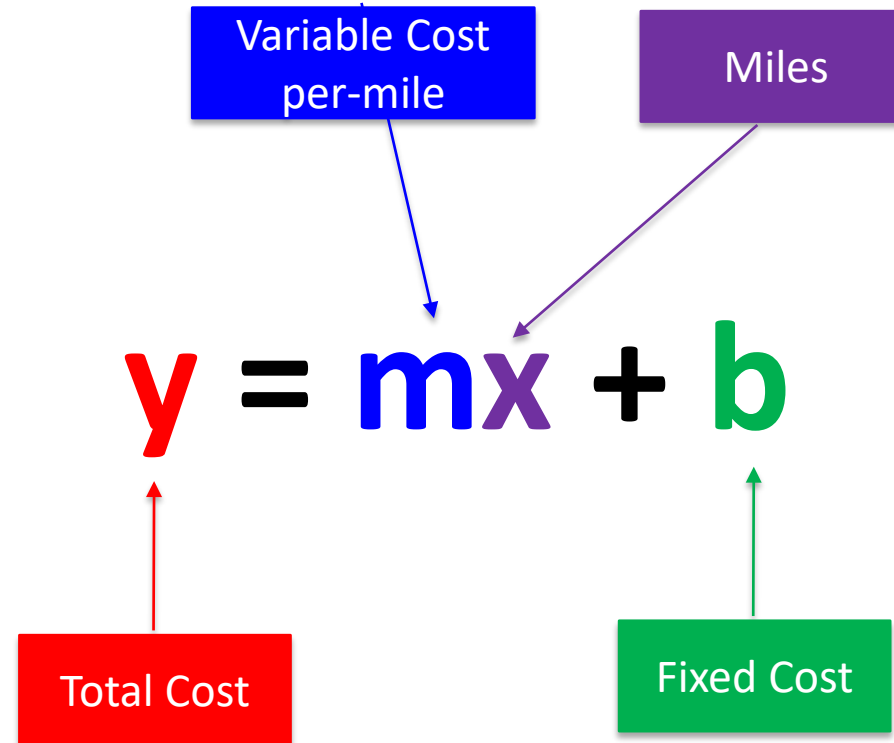 Variable Cost
per-mile
Miles
y = mx + b
Total Cost
Fixed Cost